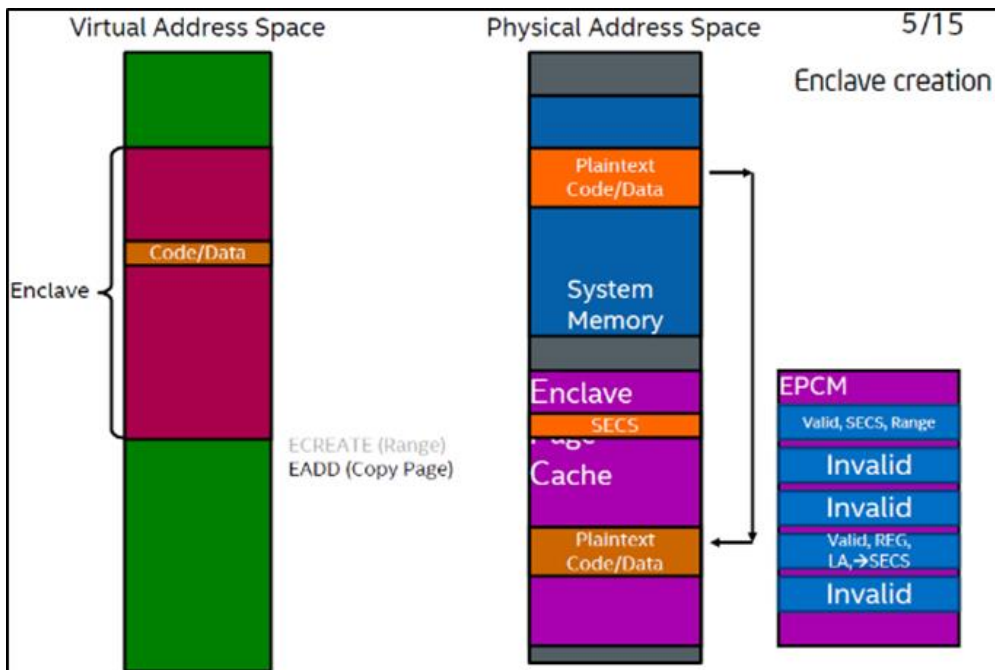 Virtual Address Space
Physical Address Space
5/15
Enclave creation
Plaintext
Code/Data
Code/Data
Enclave
System
Memory
ECREATE (Range)
EADD (Copy Page)
Enclave
SECS
Page
Cache
Plaintext
Code/Data
EPCM
Valid, SECS, Range
Invalid
Invalid
Valid, REG,
LA,→SECS
Invalid